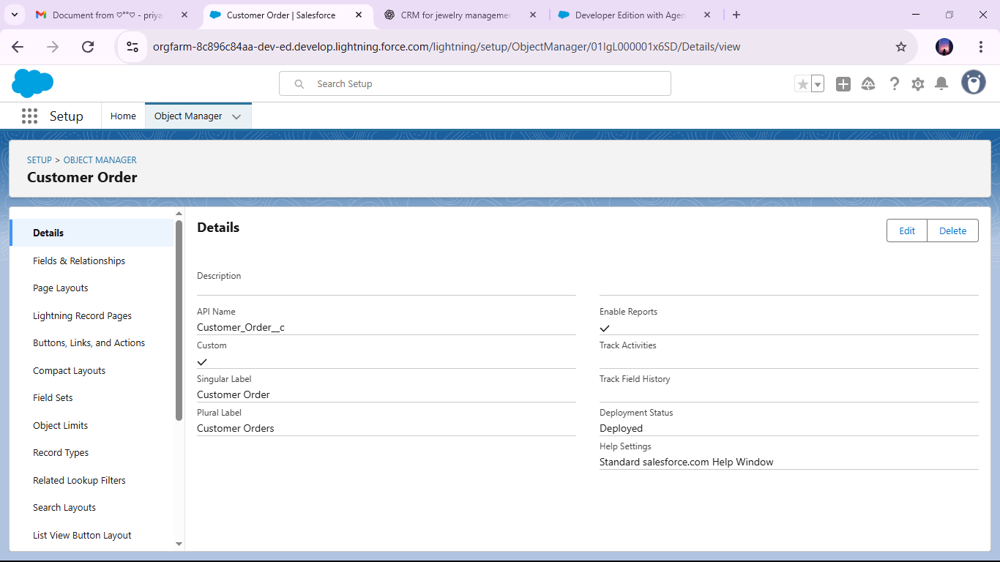 Document from ♡°°♡ - priya
Customer Order | Salesforce
CRM for jewelry managemen
Developer Edition with Agen
orgfarm-8c896c84aa-dev-ed.develop.lightning.force.com/lightning/setup/ObjectManager/01IgL000001x6SD/Details/view
Search Setup
Setup
Home
Object Manager
SETUP > OBJECT MANAGER
Customer Order
Details
Fields & Relationships
Page Layouts
Lightning Record Pages
Buttons, Links, and Actions
Compact Layouts
Field Sets
Object Limits
Record Types
Related Lookup Filters
Search Layouts
List View Button Layout
Details
Edit
Delete
Description
API Name
Customer_Order__c
Custom
Singular Label
Customer Order
Plural Label
Customer Orders
Enable Reports
Track Activities
Track Field History
Deployment Status
Deployed
Help Settings
Standard salesforce.com Help Window